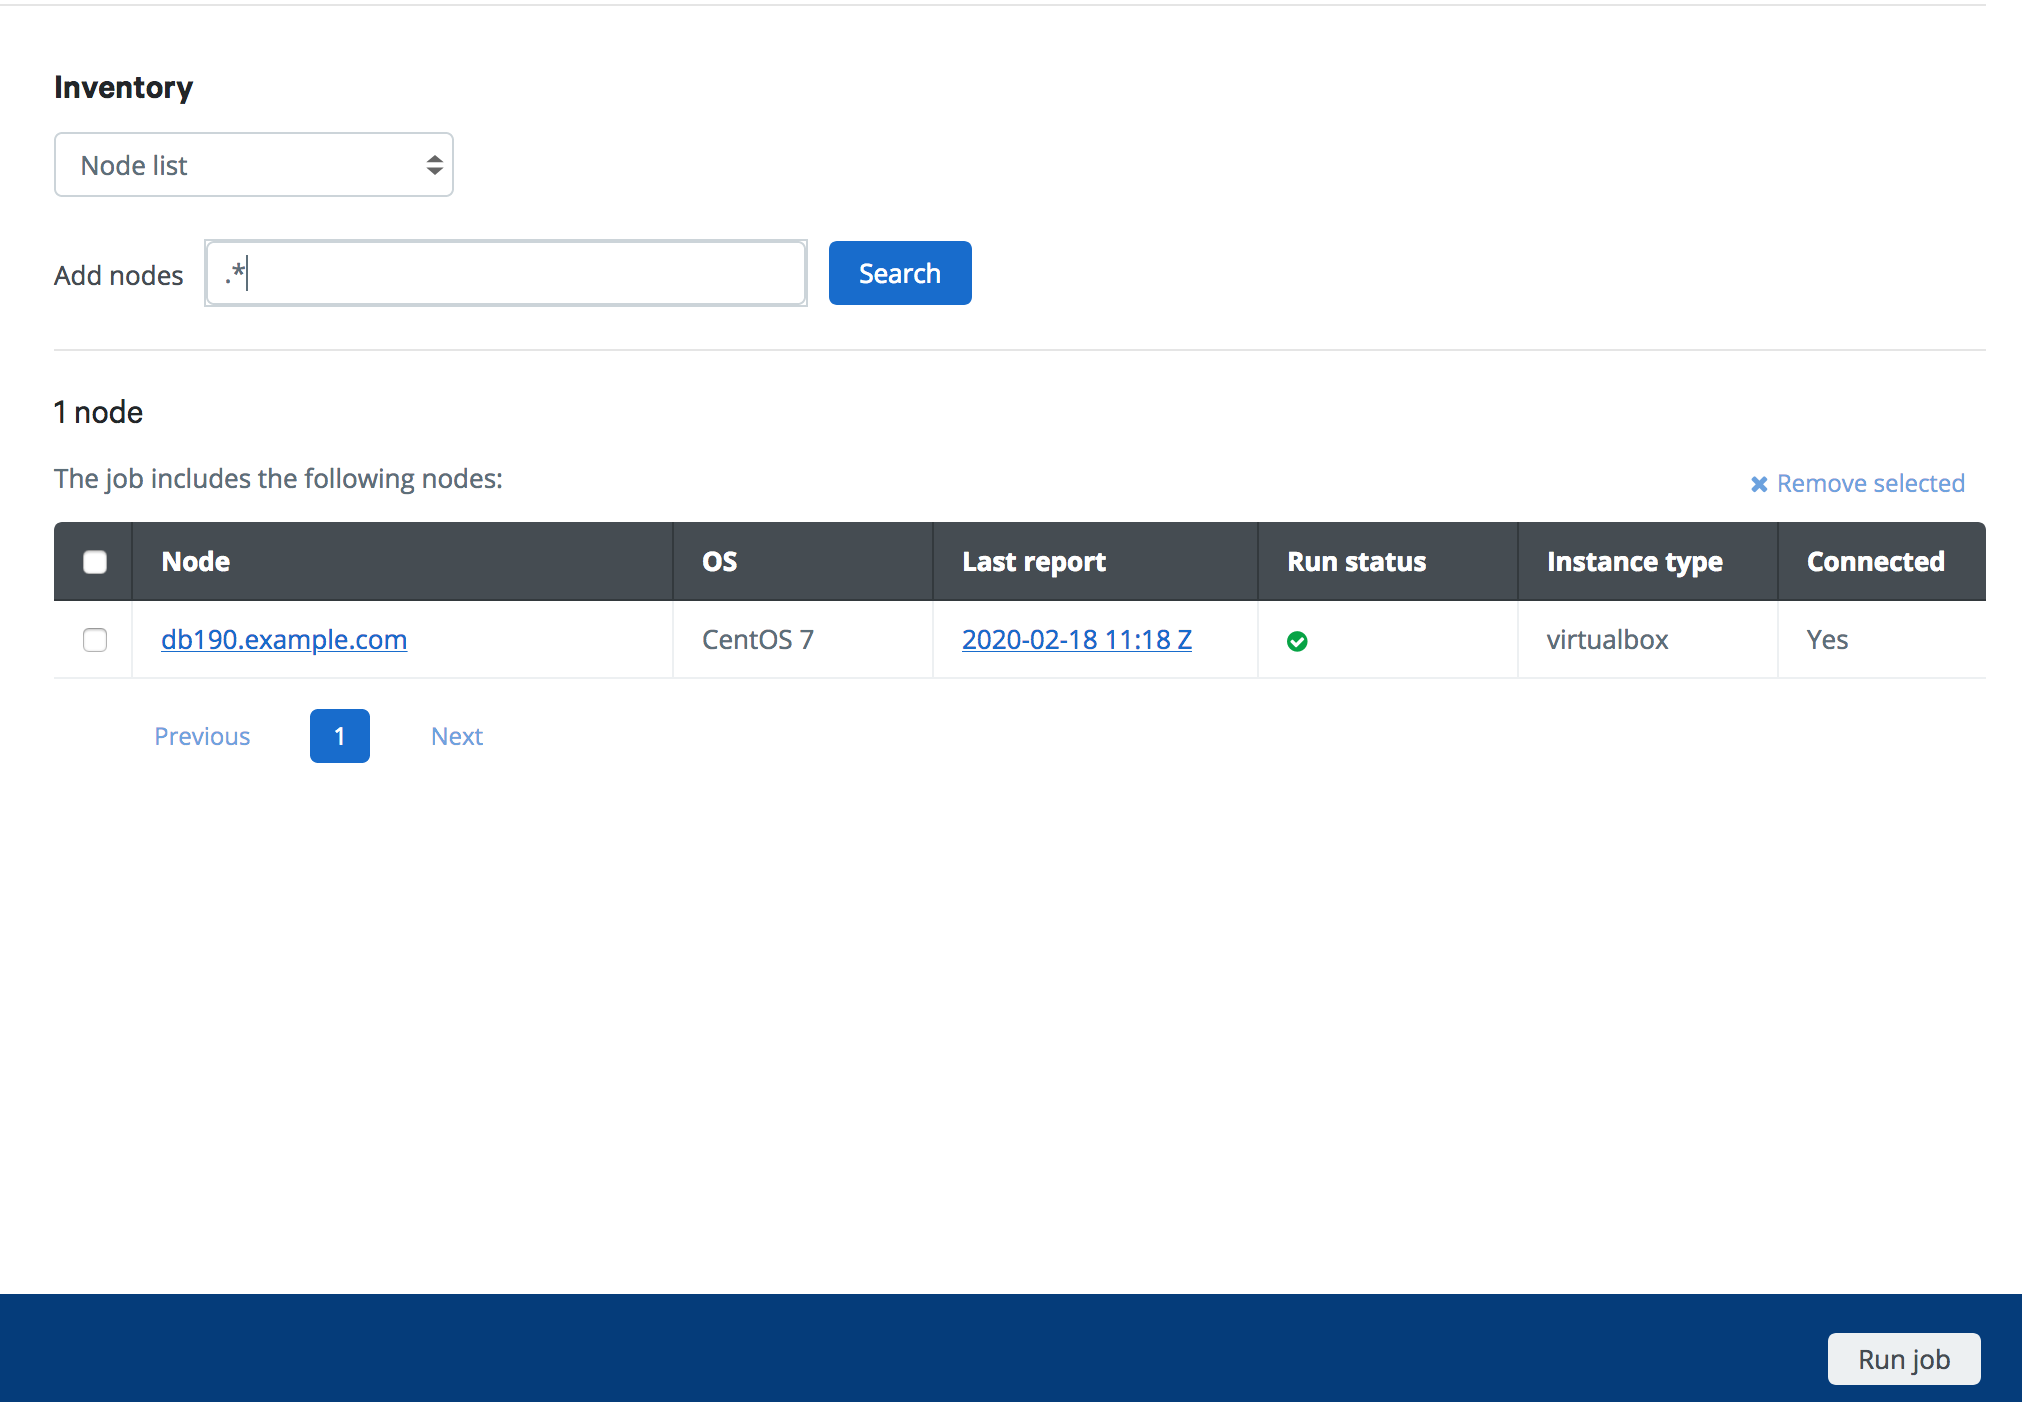 Inventory
Node list
Add nodes .* Search
1 node
The job includes the following nodes:
Remove selected
Node OS Last report Run status Instance type Connected
db190.example.com CentOS 7 2020-02-18 11:18 Z virtualbox Yes
Previous 1 Next
Run job